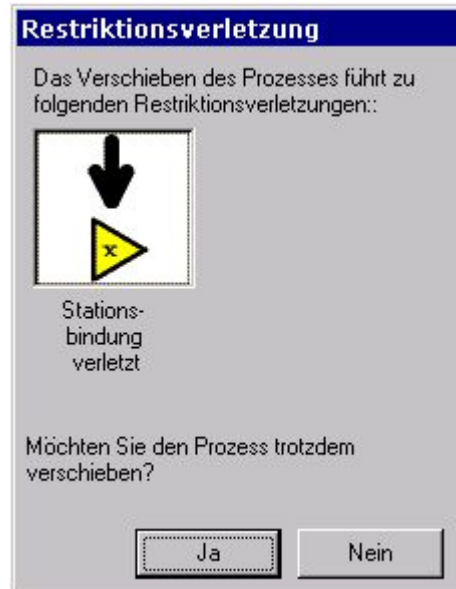 Restriktionsverletzung
Das Verschieben des Prozesses führt zu
folgenden Restriktionsverletzungen::
x
Stations-
bindung
verletzt
Möchten Sie den Prozess trotzdem
verschieben?
Ja
Nein